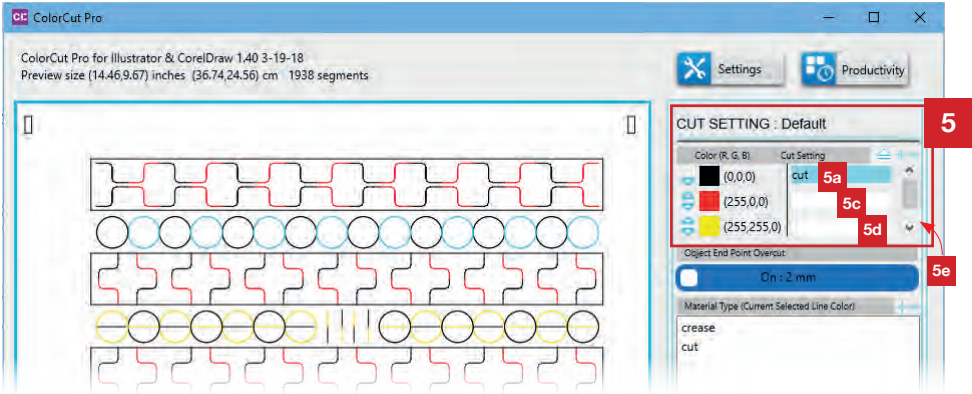 CE ColorCut Pro
ColorCut Pro for Illustrator & CorelDraw 1.40 3-19-18
Preview size (14.46,9.67) inches (36.74,24.56) cm 1938 segments
Settings
Productivity
5
CUT SETTING : Default
Color (R, G, B) Cut Setting
(0,0,0) cut 5a
(255,0,0) 5c
(255,255,0) 5d
5e
Object End Point Overcut
On : 2 mm
Material Type (Current Selected Line Color)
crease
cut